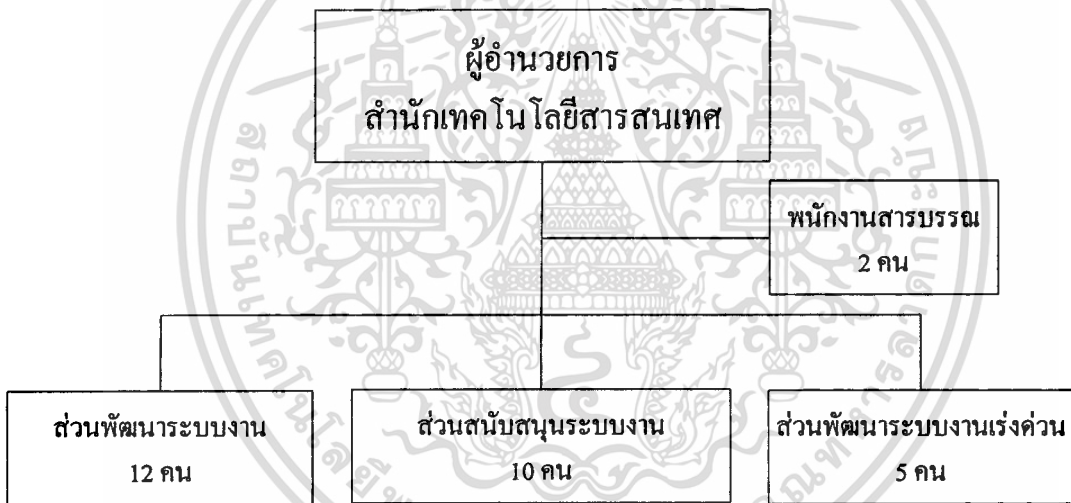 ผู้อำนวยการ
สำนักเทคโนโลยีสารสนเทศ
พนักงานสารบรรณ
2 คน
ส่วนพัฒนาระบบงาน
12 คน
ส่วนสนับสนุนระบบงาน
10 คน
ส่วนพัฒนาระบบงานเร่งด่วน
5 คน